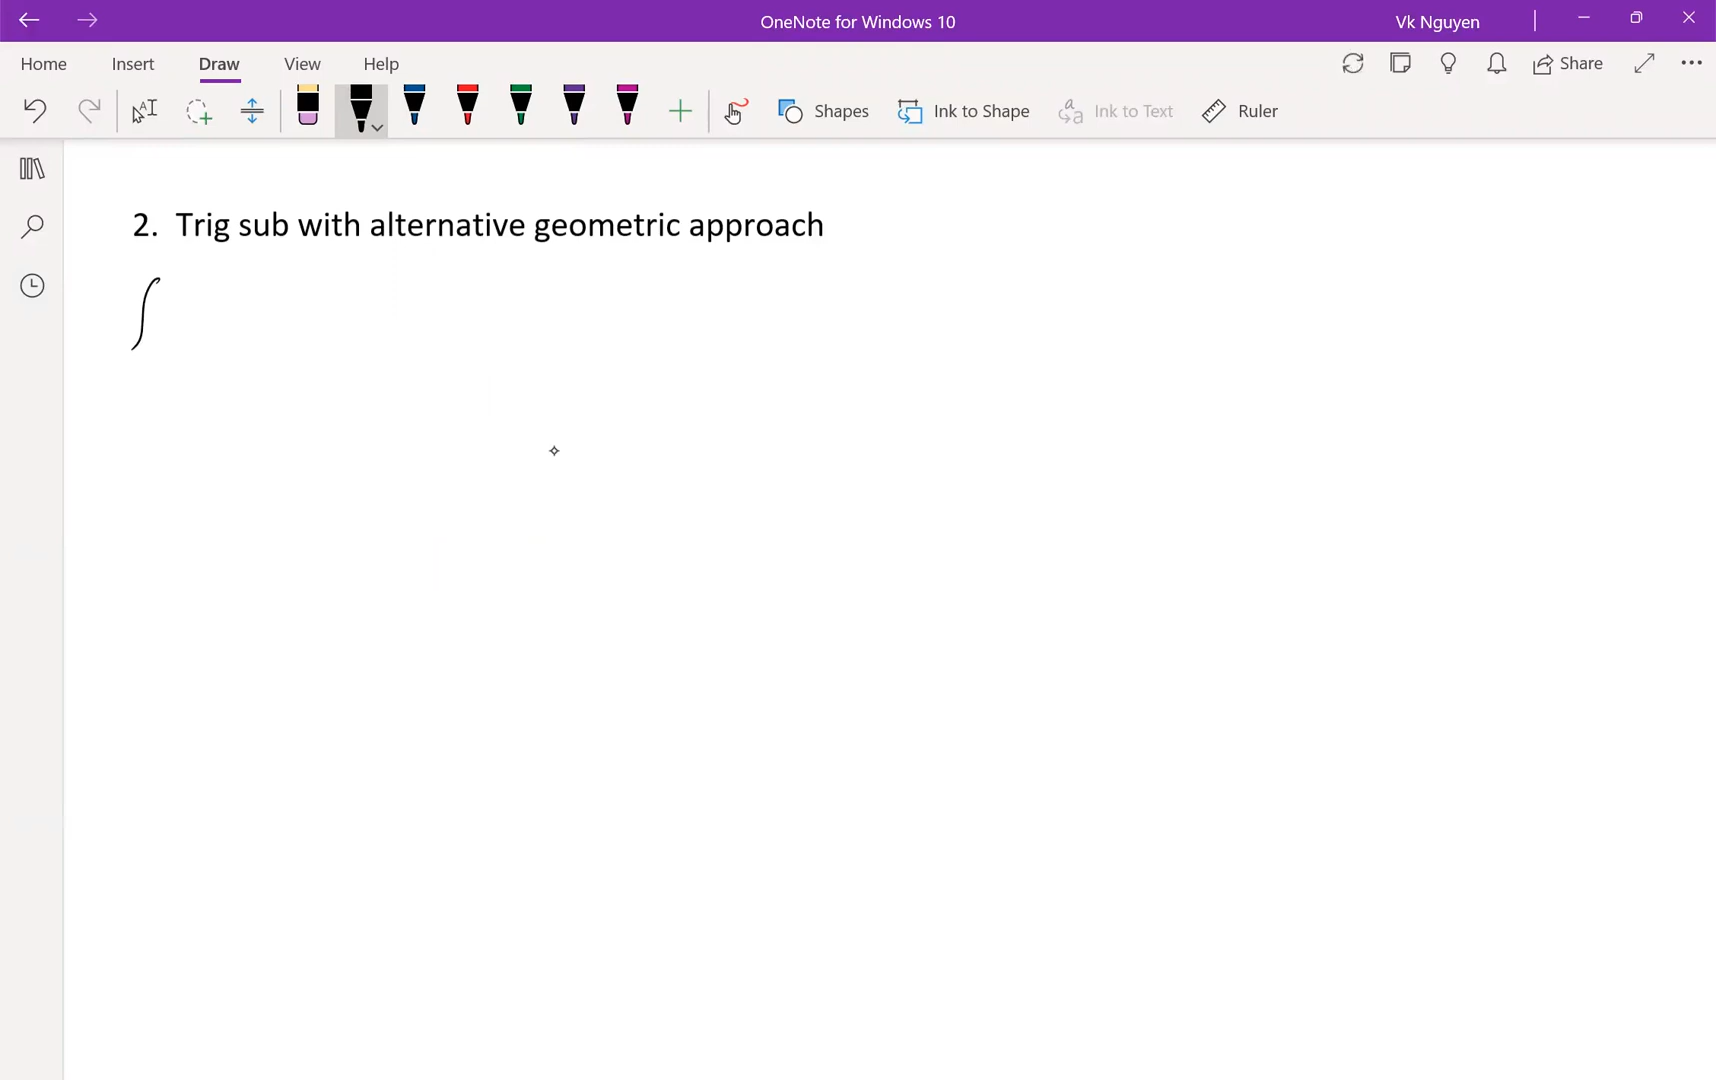 OneNote for Windows 10
Vk Nguyen
Home Insert Draw View Help
Share
Shapes Ink to Shape Ink to Text Ruler
2. Trig sub with alternative geometric approach
∫